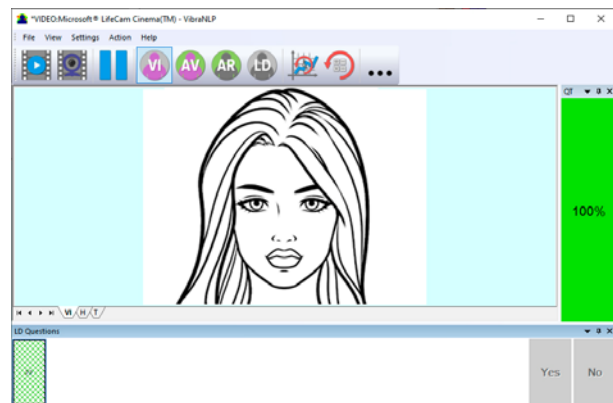 *VIDEO:Microsoft® LifeCam Cinema(TM) - VibraNLP
File View Settings Action Help
VI AV AR LD
QT
100%
VI H T
LD Questions
Yes No